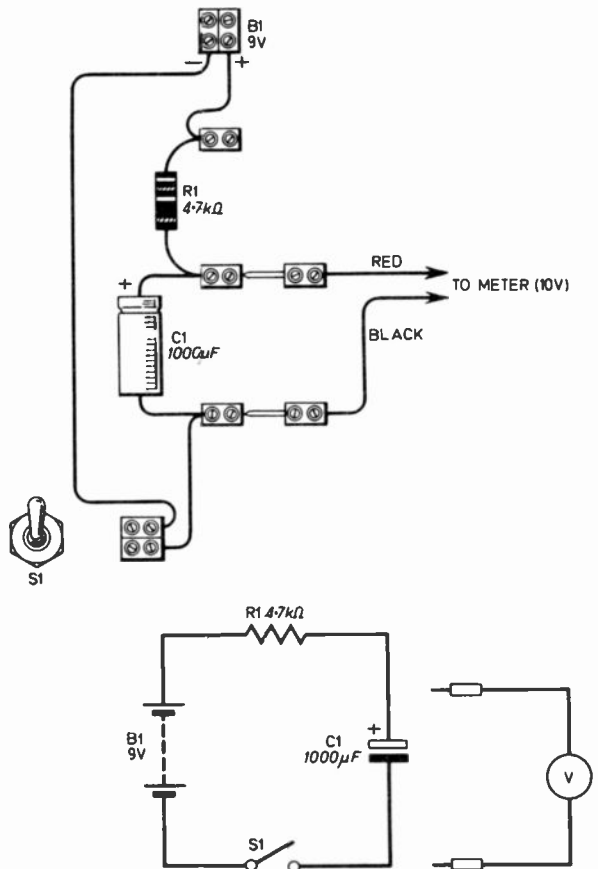 B1
9V
− +
R1
4·7kΩ
RED
TO METER (10V)
+
BLACK
C1
1000µF
S1
R1 4·7kΩ
B1
9V
+
C1
1000µF
V
S1